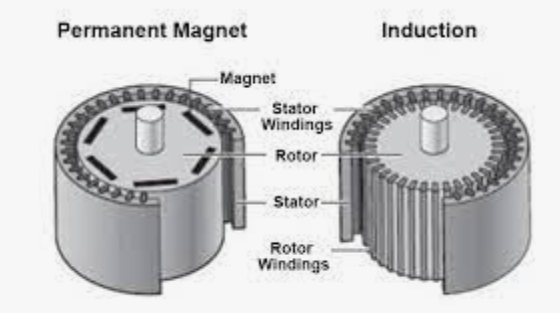 Permanent Magnet
Induction
Magnet
Stator
Windings
Rotor
Stator
Rotor
Windings